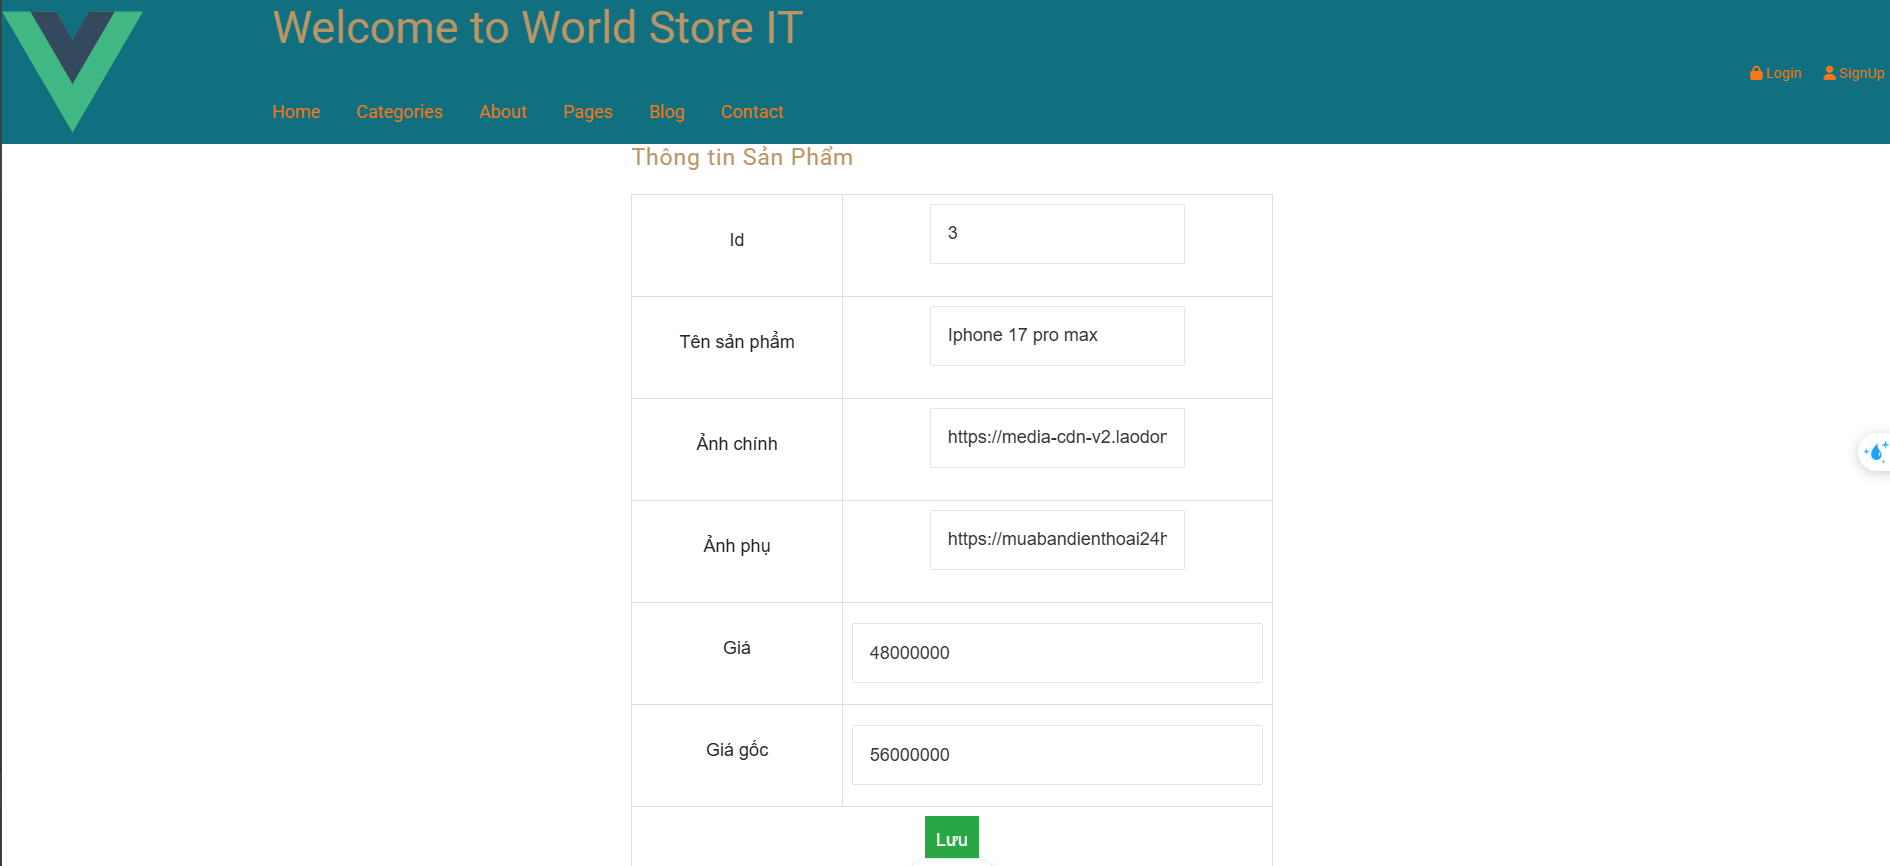 Welcome to World Store IT
Login SignUp
Home Categories About Pages Blog Contact
Thông tin Sản Phẩm
Id 3
Tên sản phẩm Iphone 17 pro max
Ảnh chính https://media-cdn-v2.laodon
Ảnh phụ https://muabandienthoai24h
Giá 48000000
Giá gốc 56000000
Lưu